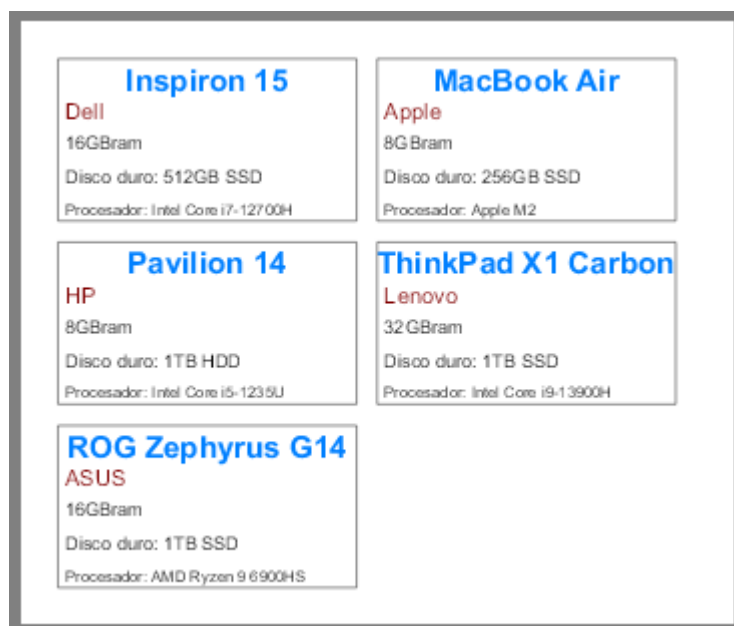 Inspiron 15
Dell
16GBram
Disco duro: 512GB SSD
Procesador: Intel Core i7-12700H
MacBook Air
Apple
8GBram
Disco duro: 256GB SSD
Procesador: Apple M2
Pavilion 14
HP
8GBram
Disco duro: 1TB HDD
Procesador: Intel Core i5-1235U
ThinkPad X1 Carbon
Lenovo
32GBram
Disco duro: 1TB SSD
Procesador: Intel Core i9-13900H
ROG Zephyrus G14
ASUS
16GBram
Disco duro: 1TB SSD
Procesador: AMD Ryzen 9 6900HS